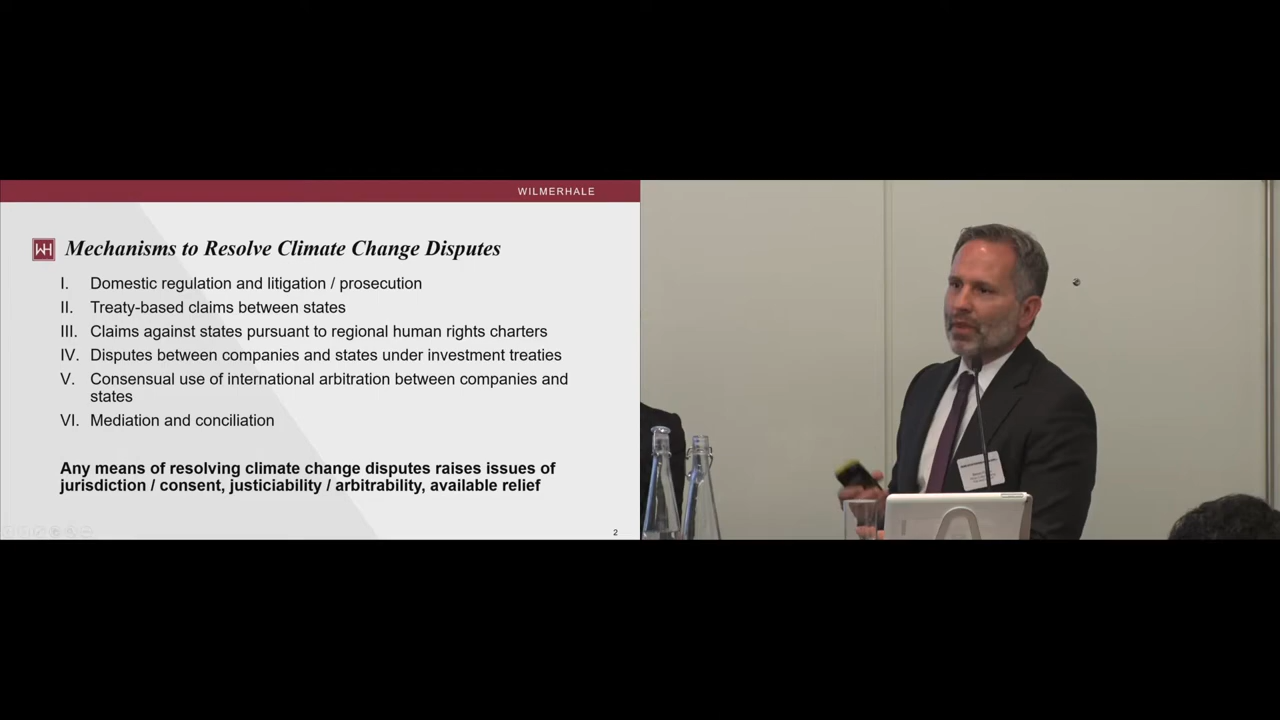 WILMERHALE
WH
Mechanisms to Resolve Climate Change Disputes
I. Domestic regulation and litigation / prosecution
II. Treaty-based claims between states
III. Claims against states pursuant to regional human rights charters
IV. Disputes between companies and states under investment treaties
V. Consensual use of international arbitration between companies and
states
VI. Mediation and conciliation
Any means of resolving climate change disputes raises issues of
jurisdiction / consent, justiciability / arbitrability, available relief
2